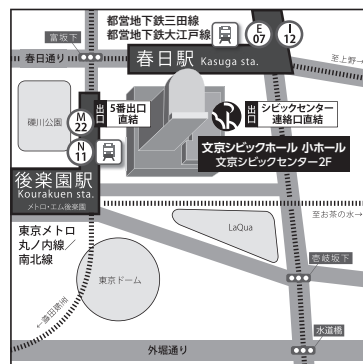 富坂下
都営地下鉄三田線
都営地下鉄大江戸線
E
07
I
12
春日通り
春日駅 Kasuga sta.
至上野→
礫川公園
M
22
出口
5番出口
直結
出口
シビックセンター
連絡口直結
N
11
文京シビックホール 小ホール
文京シビックセンター2F
後楽園駅
Kourakuen sta.
メトロ・エム後楽園
至お茶の水→
東京メトロ
丸ノ内線/
南北線
LaQua
壱岐坂下
東京ドーム
←至飯田橋
水道橋
外堀通り